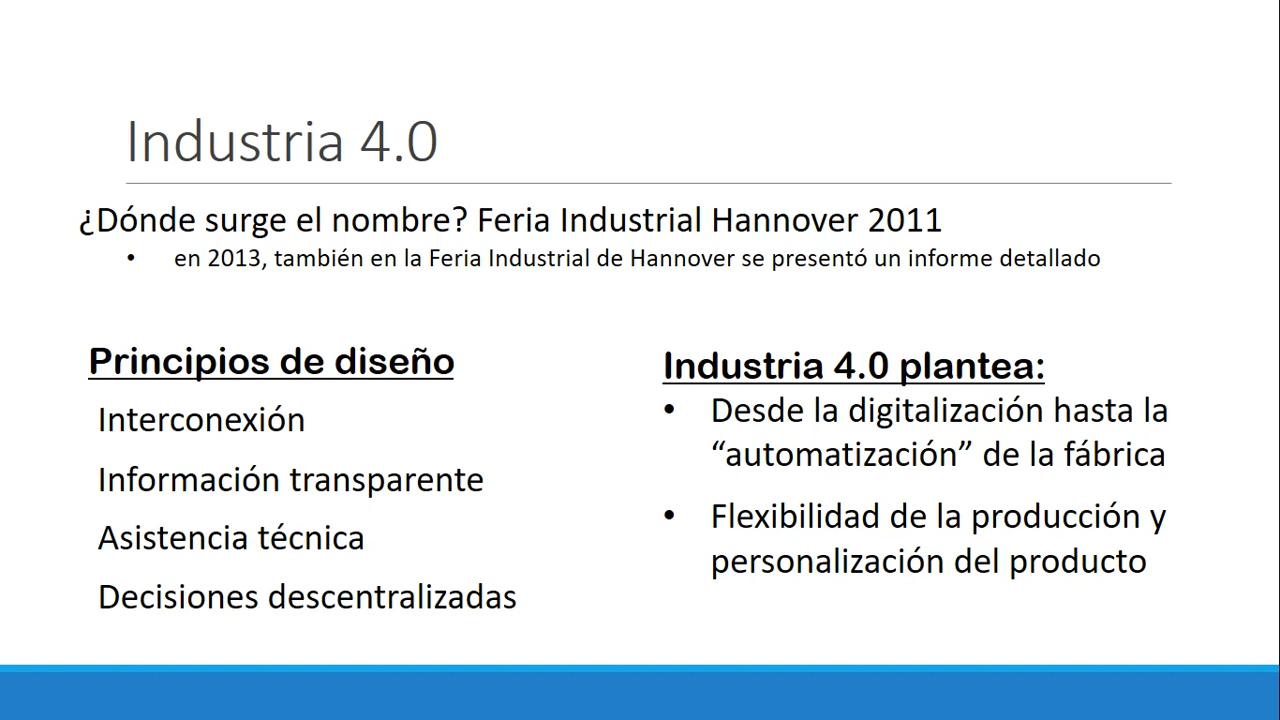 Industria 4.0
¿Dónde surge el nombre? Feria Industrial Hannover 2011
• en 2013, también en la Feria Industrial de Hannover se presentó un informe detallado
Principios de diseño
Interconexión
Información transparente
Asistencia técnica
Decisiones descentralizadas
Industria 4.0 plantea:
• Desde la digitalización hasta la
“automatización” de la fábrica
• Flexibilidad de la producción y
personalización del producto